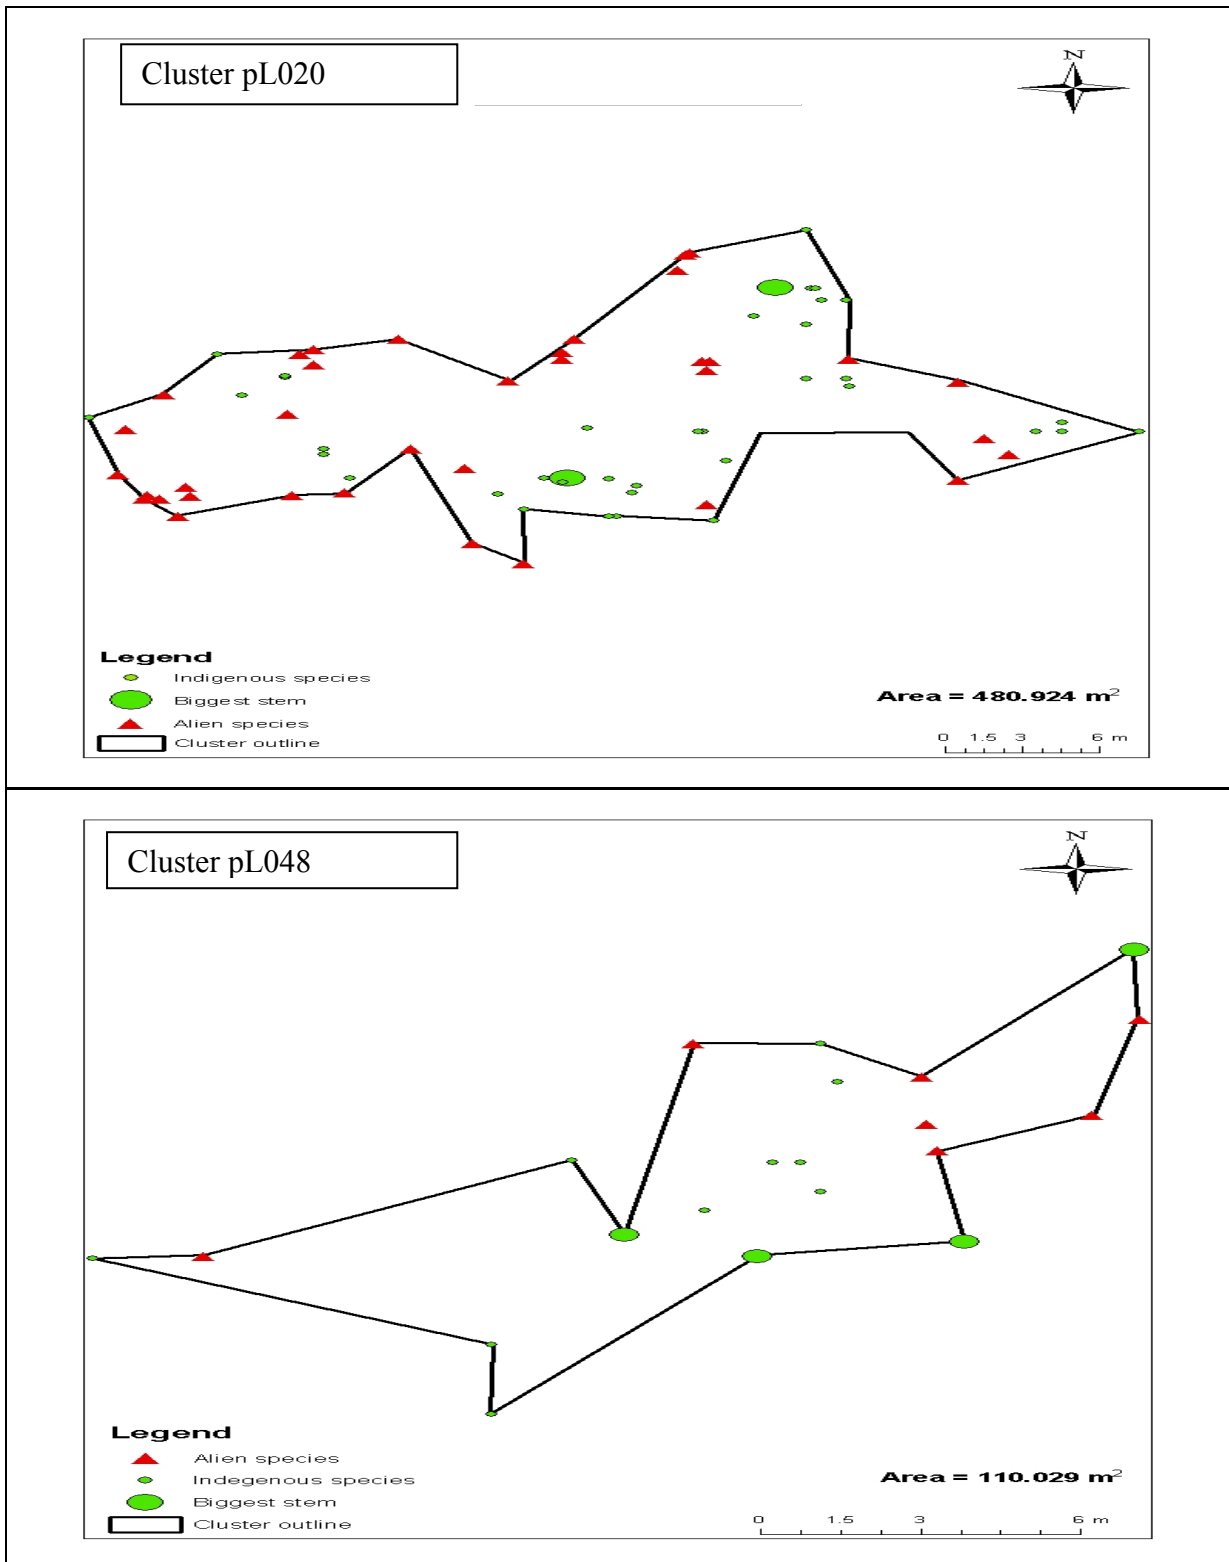 Cluster pL020
N
Legend
Indigenous species
Biggest stem
Alien species
Cluster outline
Area = 480.924 m²
0 1.5 3 6 m
Cluster pL048
N
Legend
Alien species
Indegenous species
Biggest stem
Cluster outline
Area = 110.029 m²
0 1.5 3 6 m